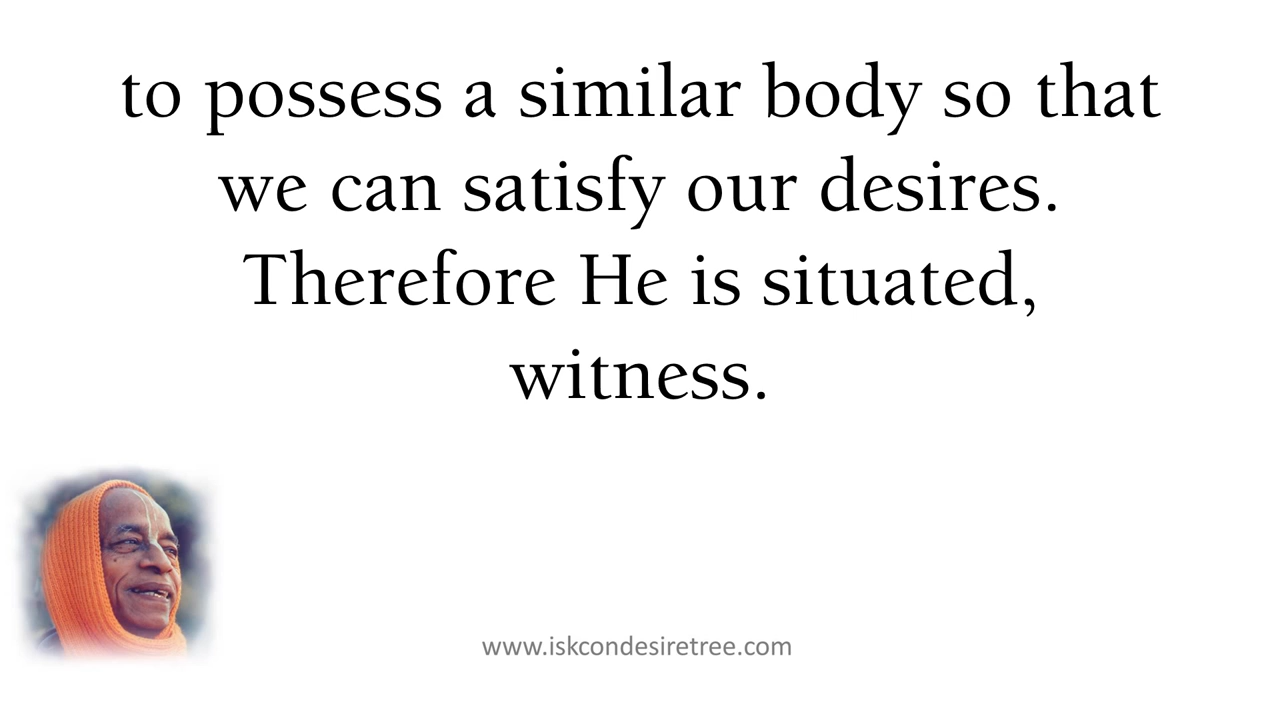 to possess a similar body so that
we can satisfy our desires.
Therefore He is situated,
witness.
www.iskcondesiretree.com